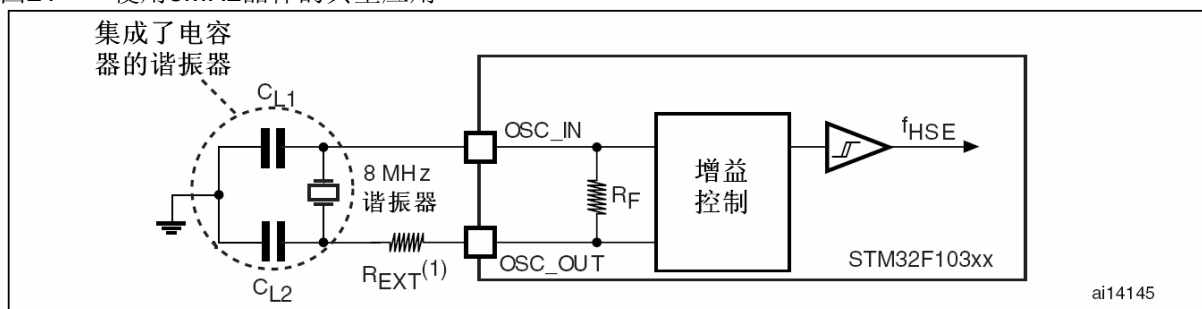 集成了电容
器的谐振器
CL1
OSC_IN
fHSE
8 MHz
谐振器
RF
增益
控制
REXT(1)
OSC_OUT
STM32F103xx
CL2
ai14145